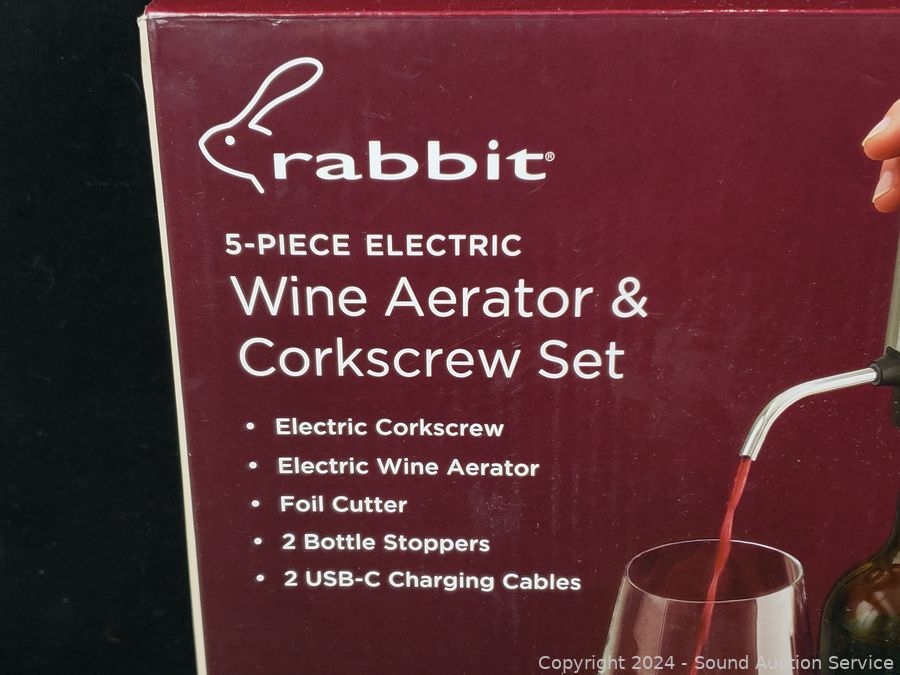 rabbit®
5-PIECE ELECTRIC
Wine Aerator &
Corkscrew Set
• Electric Corkscrew
• Electric Wine Aerator
• Foil Cutter
• 2 Bottle Stoppers
• 2 USB-C Charging Cables
Copyright 2024 - Sound Auction Service